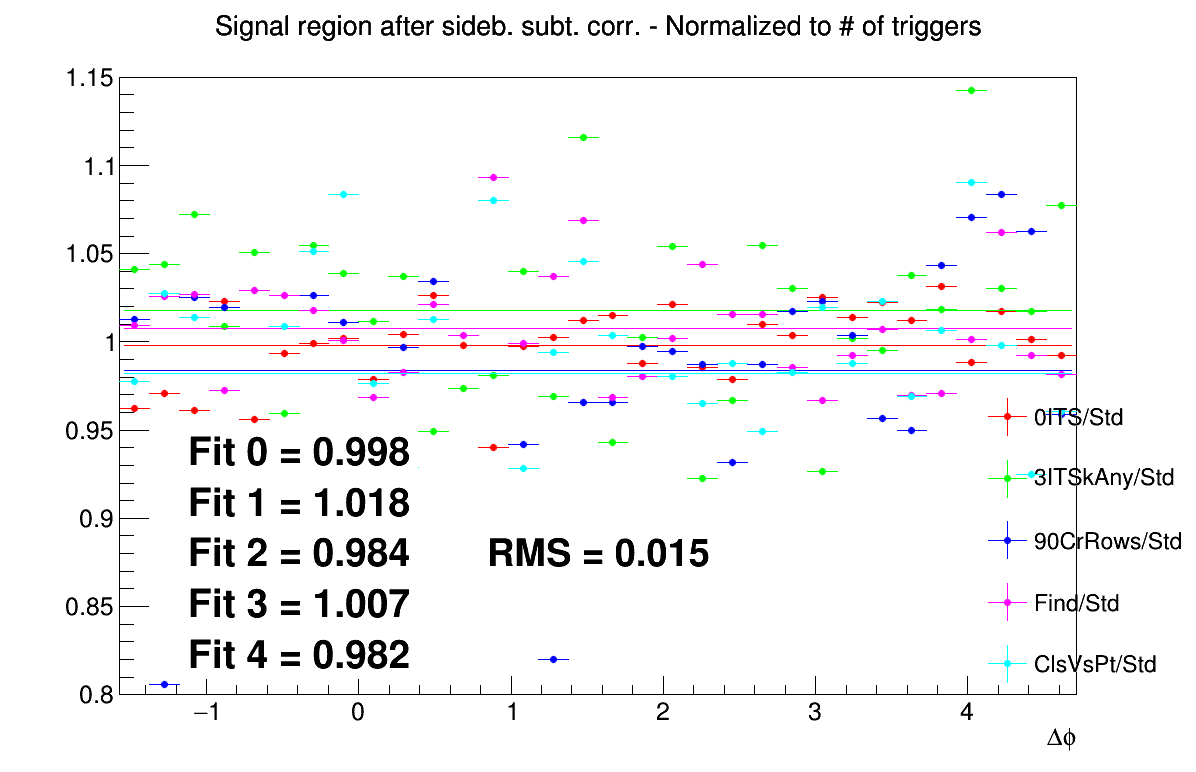 Signal region after sideb. subt. corr. - Normalized to # of triggers
1.15
1.1
1.05
1
0.95
0.9
0.85
0.8
Fit 0 = 0.998
Fit 1 = 1.018
Fit 2 = 0.984
Fit 3 = 1.007
Fit 4 = 0.982
RMS = 0.015
0ITS/Std
3ITSkAny/Std
90CrRows/Std
Find/Std
ClsVsPt/Std
−1 0 1 2 3 4
Δϕ